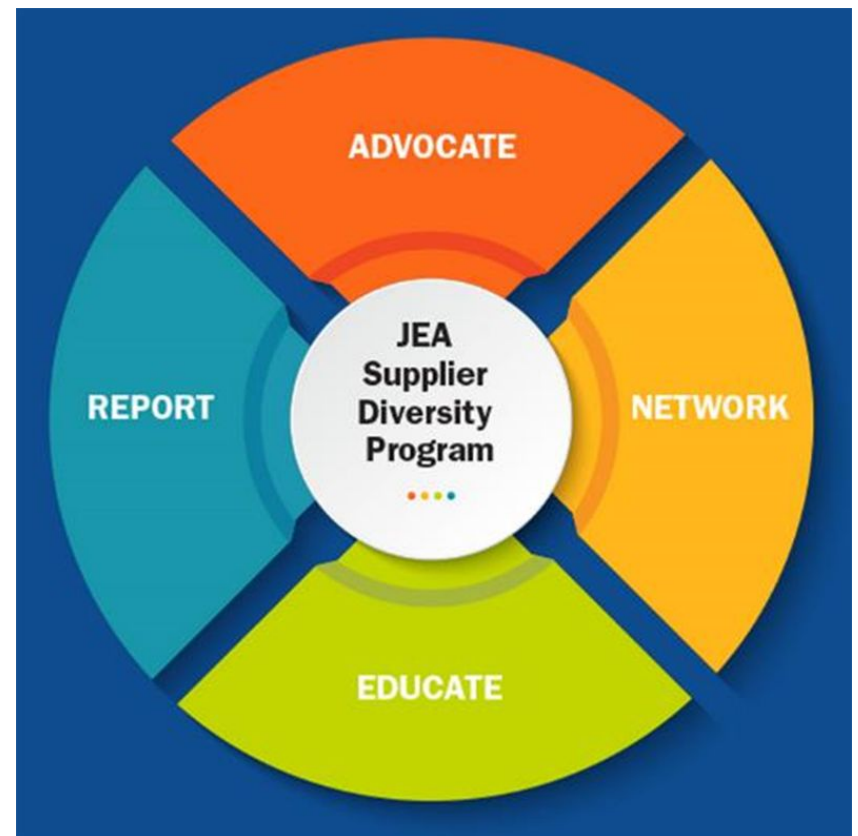 ADVOCATE
NETWORK
EDUCATE
REPORT
JEA
Supplier
Diversity
Program